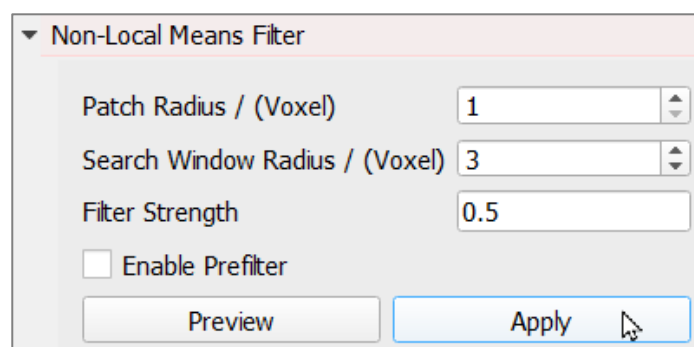 Non-Local Means Filter
Patch Radius / (Voxel) 1
Search Window Radius / (Voxel) 3
Filter Strength 0.5
Enable Prefilter
Preview Apply